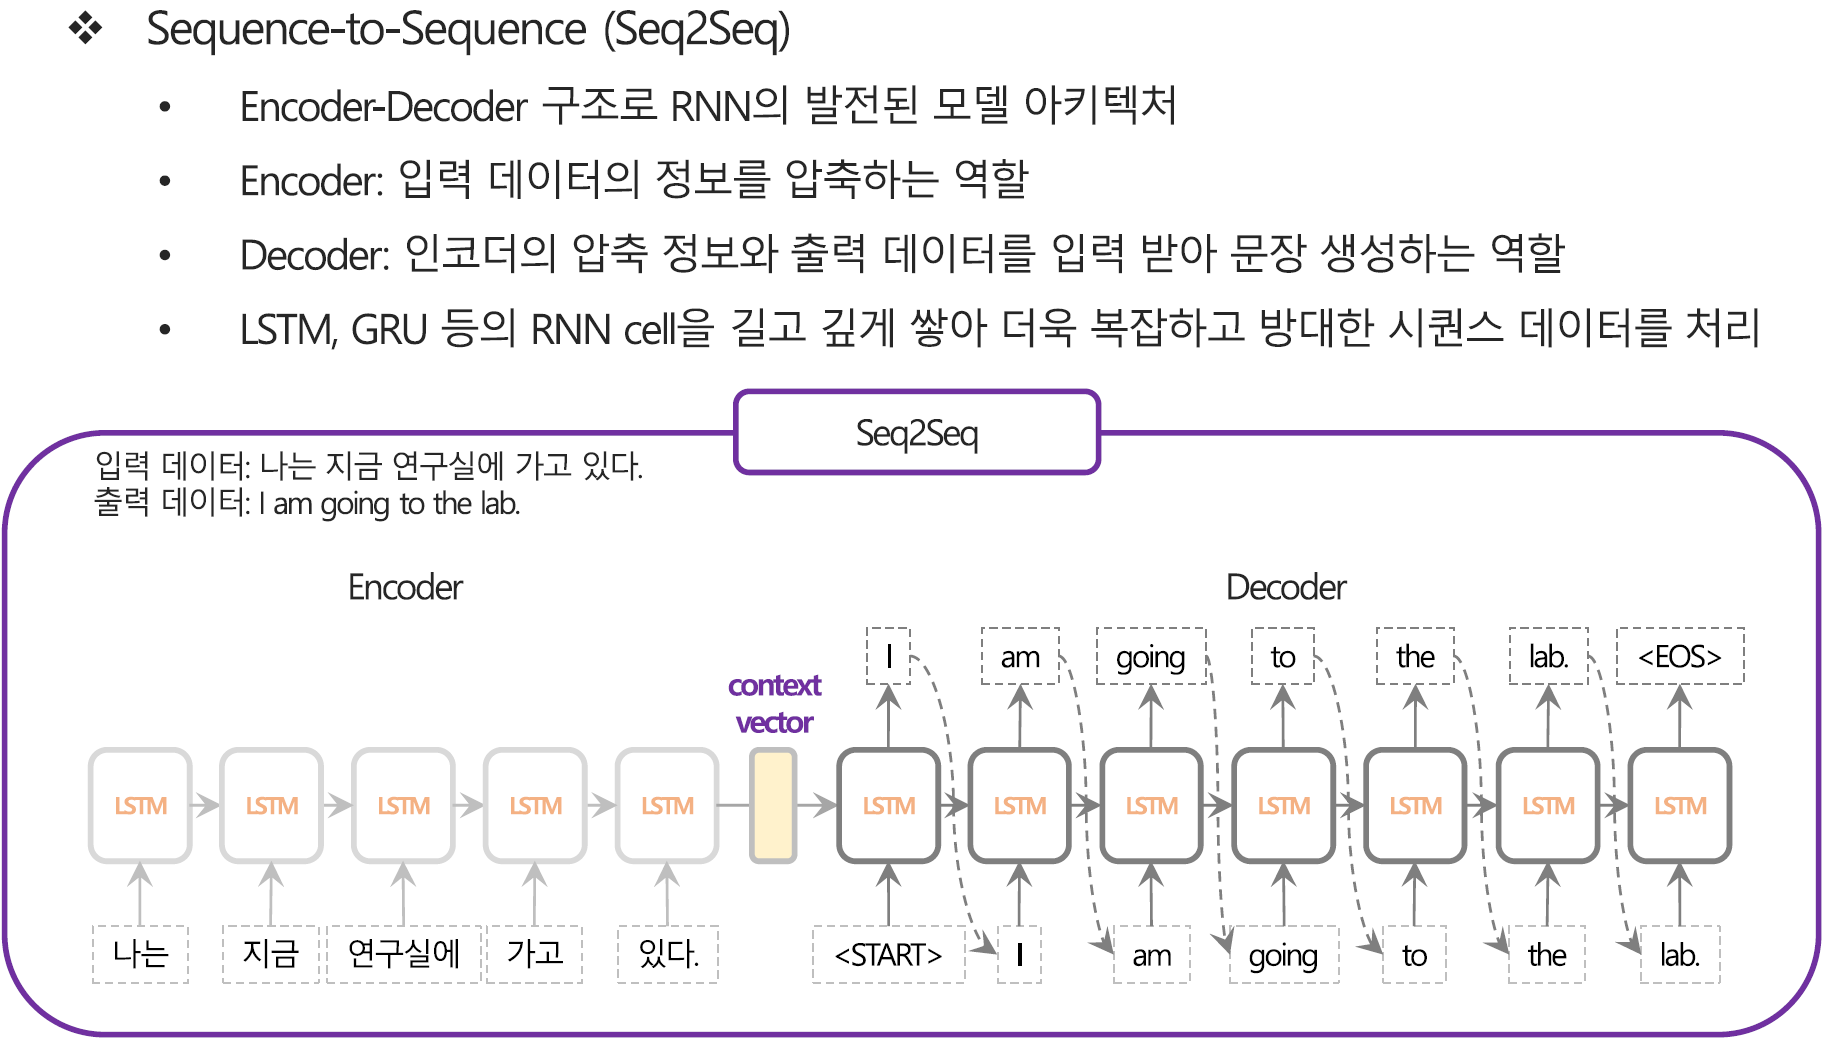 ❖ Sequence-to-Sequence (Seq2Seq)
• Encoder-Decoder 구조로 RNN의 발전된 모델 아키텍처
• Encoder: 입력 데이터의 정보를 압축하는 역할
• Decoder: 인코더의 압축 정보와 출력 데이터를 입력 받아 문장 생성하는 역할
• LSTM, GRU 등의 RNN cell을 길고 깊게 쌓아 더욱 복잡하고 방대한 시퀀스 데이터를 처리
Seq2Seq
입력 데이터: 나는 지금 연구실에 가고 있다.
출력 데이터: I am going to the lab.
Encoder Decoder
I am going to the lab. <EOS>
context
vector
LSTM LSTM LSTM LSTM LSTM LSTM LSTM LSTM LSTM LSTM LSTM LSTM
나는 지금 연구실에 가고 있다. <START> I am going to the lab.